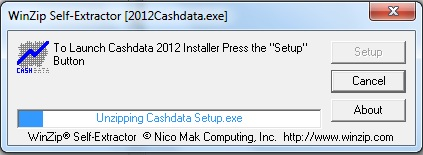 WinZip Self-Extractor [2012Cashdata.exe]
To Launch Cashdata 2012 Installer Press the "Setup"
Button
CASHDATA
Setup
Cancel
About
Unzipping Cashdata Setup.exe
WinZip® Self-Extractor © Nico Mak Computing, Inc. http://www.winzip.com